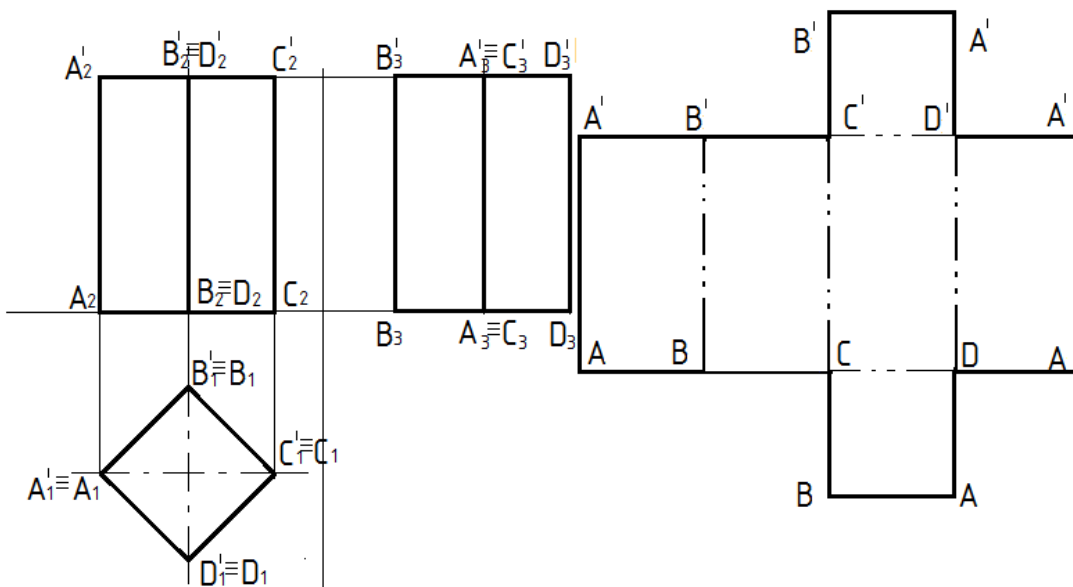 A'₂ B'₂≡D'₂ C'₂ B'₃ A'₃≡C'₃ D'₃ B' A'
A' B' C' D' A'
A₂ B₂≡D₂ C₂ B₃ A₃≡C₃ D₃ A B C D A
B'₁≡B₁
A'₁≡A₁ C'₁≡C₁ B A
D'₁≡D₁